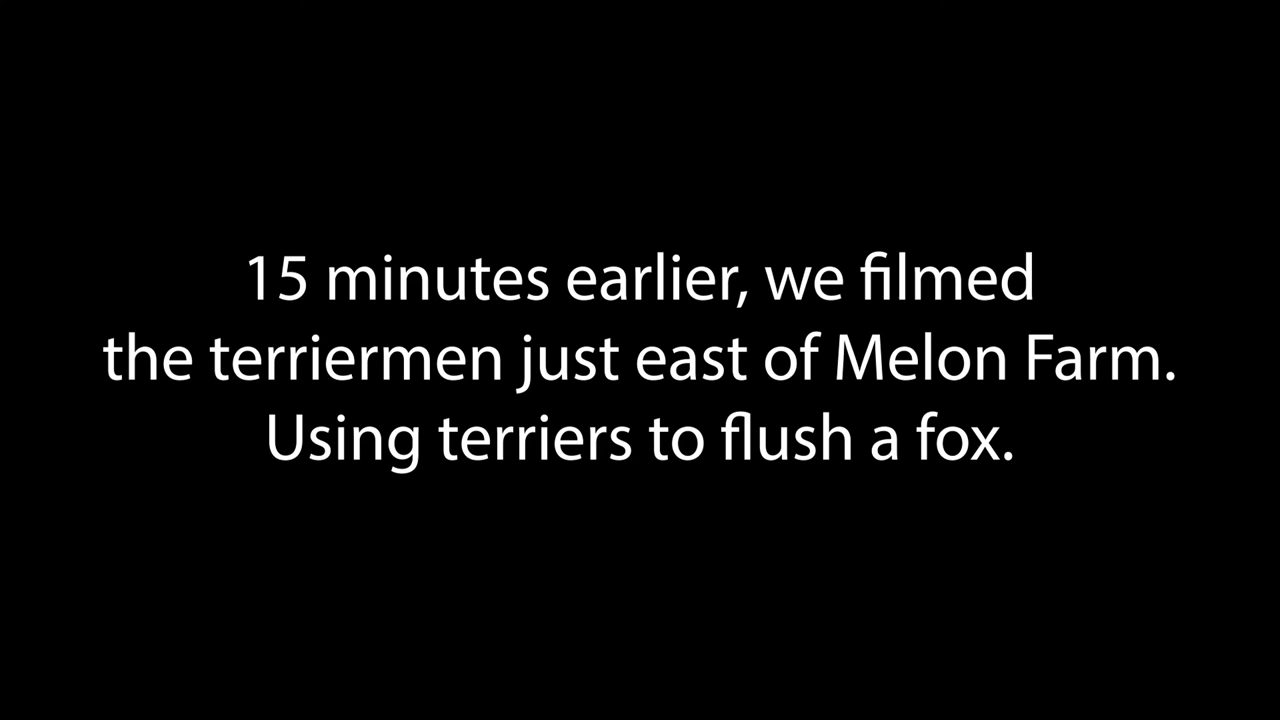 15 minutes earlier, we filmed
the terriermen just east of Melon Farm.
Using terriers to flush a fox.